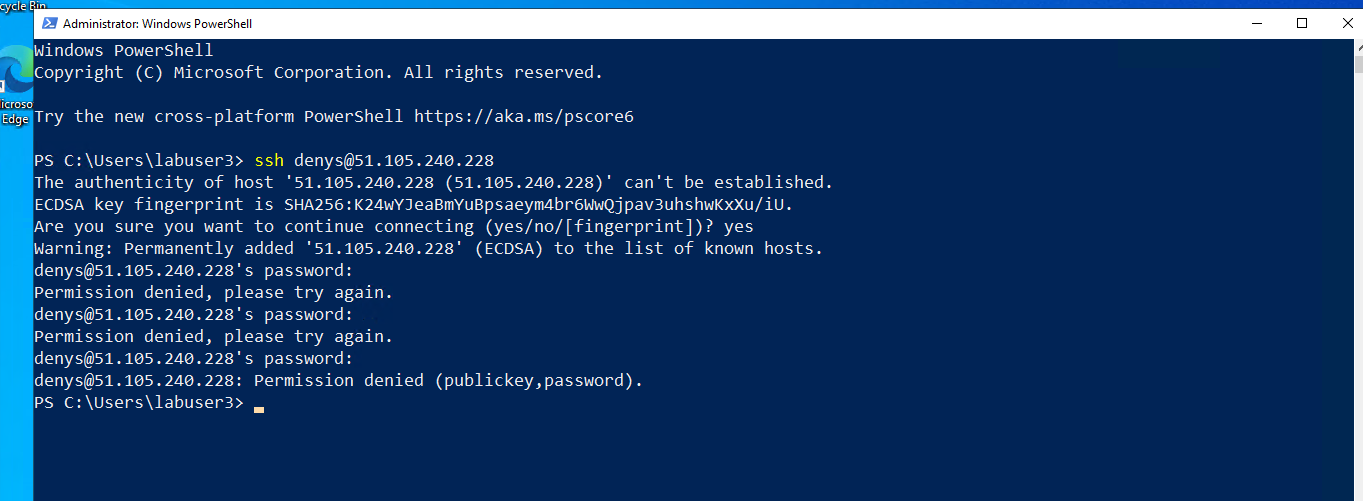 cycle Bin
Administrator: Windows PowerShell
Windows PowerShell
Copyright (C) Microsoft Corporation. All rights reserved.
icroso
Edge
Try the new cross-platform PowerShell https://aka.ms/pscore6
PS C:\Users\labuser3> ssh denys@51.105.240.228
The authenticity of host '51.105.240.228 (51.105.240.228)' can't be established.
ECDSA key fingerprint is SHA256:K24wYJeaBmYuBpsaeym4br6WwQjpav3uhshwKxXu/iU.
Are you sure you want to continue connecting (yes/no/[fingerprint])? yes
Warning: Permanently added '51.105.240.228' (ECDSA) to the list of known hosts.
denys@51.105.240.228's password:
Permission denied, please try again.
denys@51.105.240.228's password:
Permission denied, please try again.
denys@51.105.240.228's password:
denys@51.105.240.228: Permission denied (publickey,password).
PS C:\Users\labuser3>